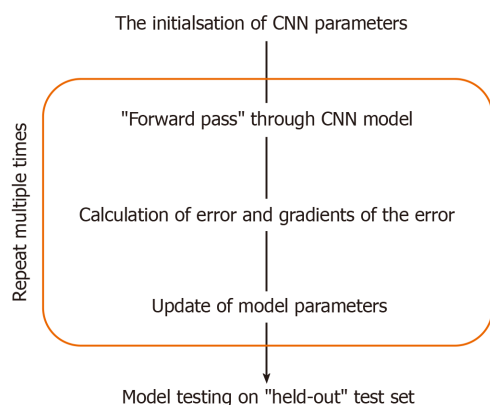 The initialsation of CNN parameters
"Forward pass" through CNN model
Calculation of error and gradients of the error
Update of model parameters
Repeat multiple times
Model testing on "held-out" test set